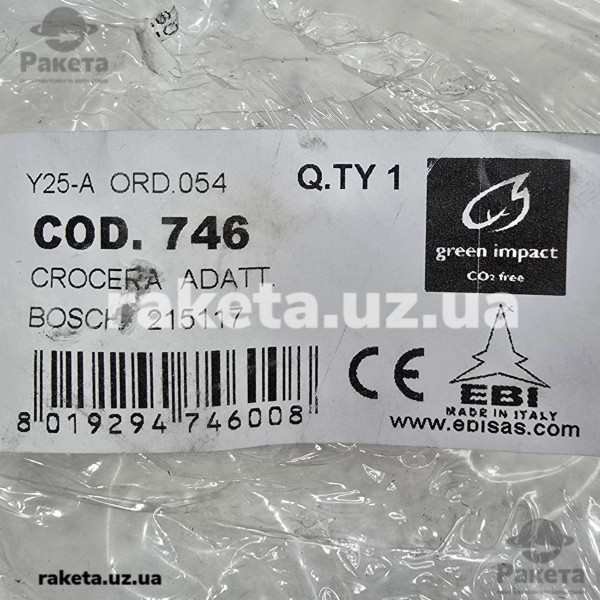 Ракета
Y25-A ORD.054
Q.TY 1
COD. 746
CROCERA ADATT.
BOSCH 215117
green impact
CO2 free
raketa.uz.ua
8 019294 746008
CE
EBI
MADE IN ITALY
www.ebisas.com
raketa.uz.ua
Ракета